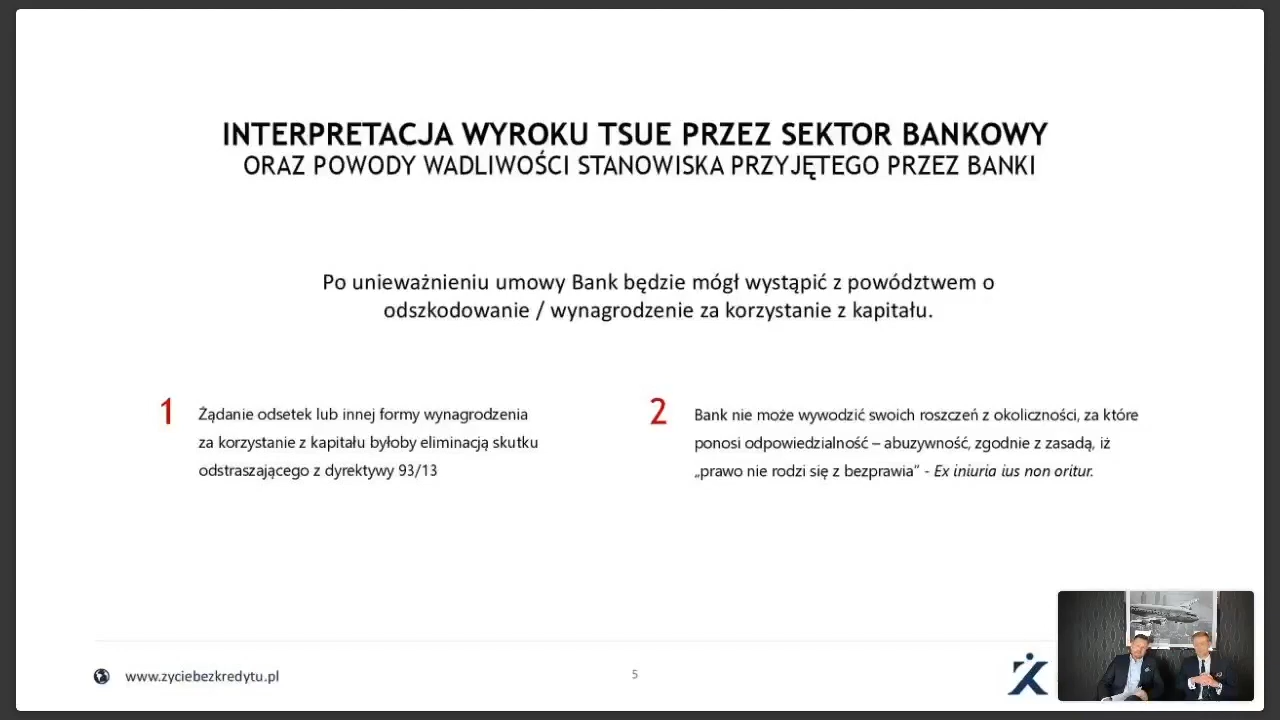 INTERPRETACJA WYROKU TSUE PRZEZ SEKTOR BANKOWY
ORAZ POWODY WADLIWOŚCI STANOWISKA PRZYJĘTEGO PRZEZ BANKI
Po unieważnieniu umowy Bank będzie mógł wystąpić z powództwem o
odszkodowanie / wynagrodzenie za korzystanie z kapitału.
1
Żądanie odsetek lub innej formy wynagrodzenia
za korzystanie z kapitału byłoby eliminacją skutku
odstraszającego z dyrektywy 93/13
2
Bank nie może wywodzić swoich roszczeń z okoliczności, za które
ponosi odpowiedzialność – abuzywność, zgodnie z zasadą, iż
„prawo nie rodzi się z bezprawia” - Ex iniuria ius non oritur.
www.zyciebezkredytu.pl
5